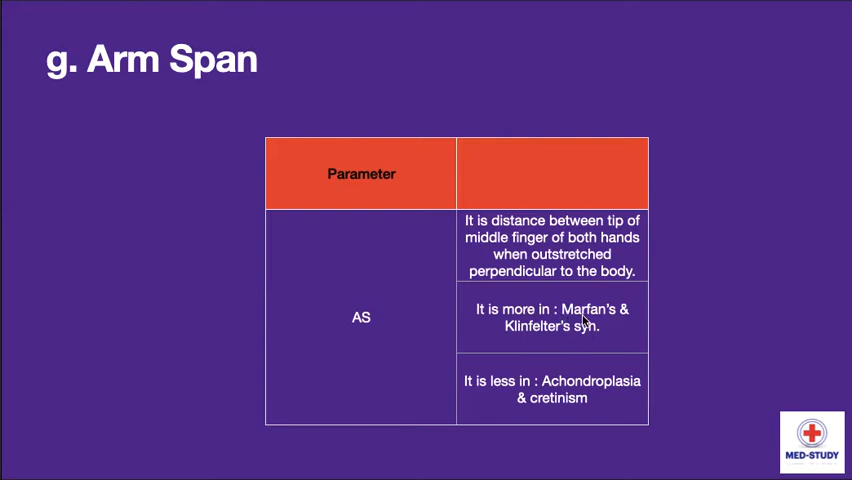 g. Arm Span
Parameter
It is distance between tip of
middle finger of both hands
when outstretched
perpendicular to the body.
AS
It is more in : Marfan's &
Klinfelter's syn.
It is less in : Achondroplasia
& cretinism
MED-STUDY